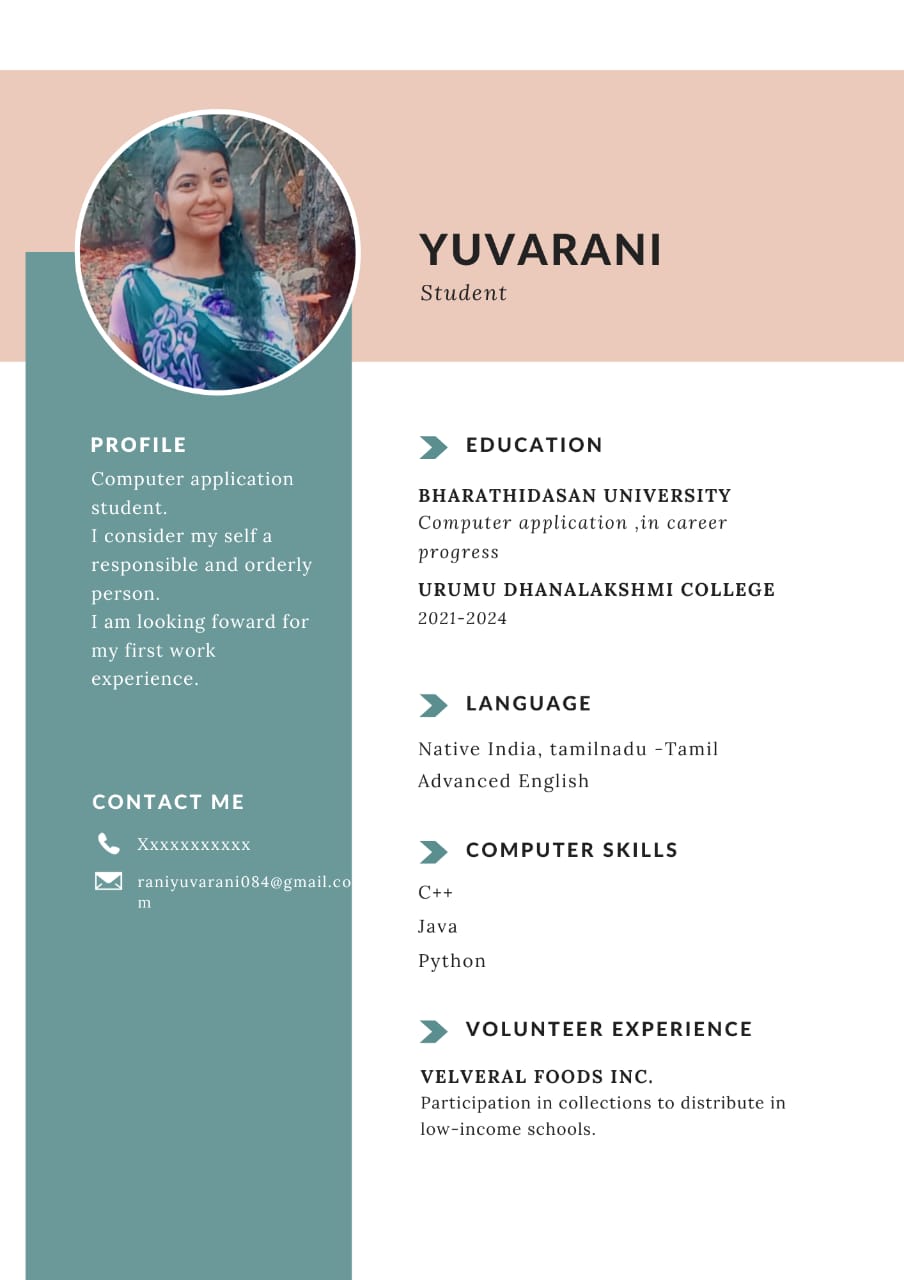 YUVARANI
Student
PROFILE
Computer application
student.
I consider my self a
responsible and orderly
person.
I am looking foward for
my first work
experience.
CONTACT ME
Xxxxxxxxxxx
raniyuvarani084@gmail.co
m
EDUCATION
BHARATHIDASAN UNIVERSITY
Computer application ,in career
progress
URUMU DHANALAKSHMI COLLEGE
2021-2024
LANGUAGE
Native India, tamilnadu -Tamil
Advanced English
COMPUTER SKILLS
C++
Java
Python
VOLUNTEER EXPERIENCE
VELVERAL FOODS INC.
Participation in collections to distribute in
low-income schools.